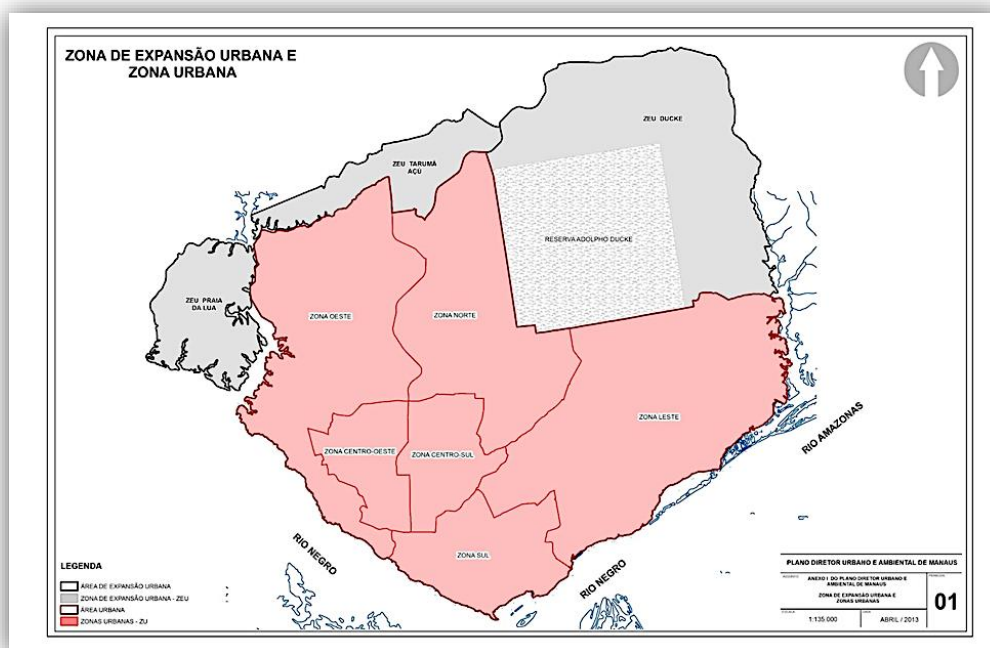 ZONA DE EXPANSÃO URBANA E
ZONA URBANA
ZEU DUCKE
ZEU TARUMÃ
AÇÚ
RESERVA ADOLPHO DUCKE
ZEU PRAIA
DA LUA
ZONA OESTE
ZONA NORTE
ZONA LESTE
RIO AMAZONAS
ZONA CENTRO-OESTE
ZONA CENTRO-SUL
RIO NEGRO
ZONA SUL
RIO NEGRO
LEGENDA
ÁREA DE EXPANSÃO URBANA
ZONA DE EXPANSÃO URBANA - ZEU
ÁREA URBANA
ZONAS URBANAS - ZU
PLANO DIRETOR URBANO E AMBIENTAL DE MANAUS
ANEXO I DO PLANO DIRETOR URBANO E
AMBIENTAL DE MANAUS
ZONA DE EXPANSÃO URBANA E
ZONAS URBANAS
01
1:135.000
ABRIL / 2013